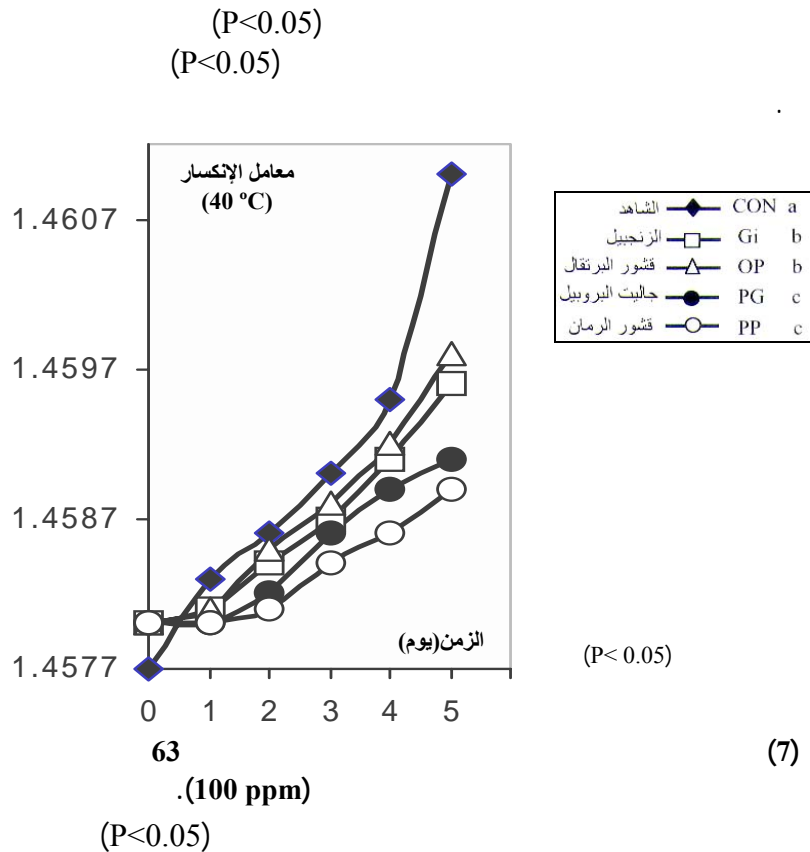 (P<0.05)
(P<0.05)
.
معامل الإنكسار
(40 ºC)
1.4607
1.4597
1.4587
1.4577
0 1 2 3 4 5
الزمن(يوم)
الشاهد CON a
الزنجبيل Gi b
قشور البرتقال OP b
جاليت البروبيل PG c
قشور الرمان PP c
(P< 0.05)
(7) 63
.(100 ppm)
(P<0.05)